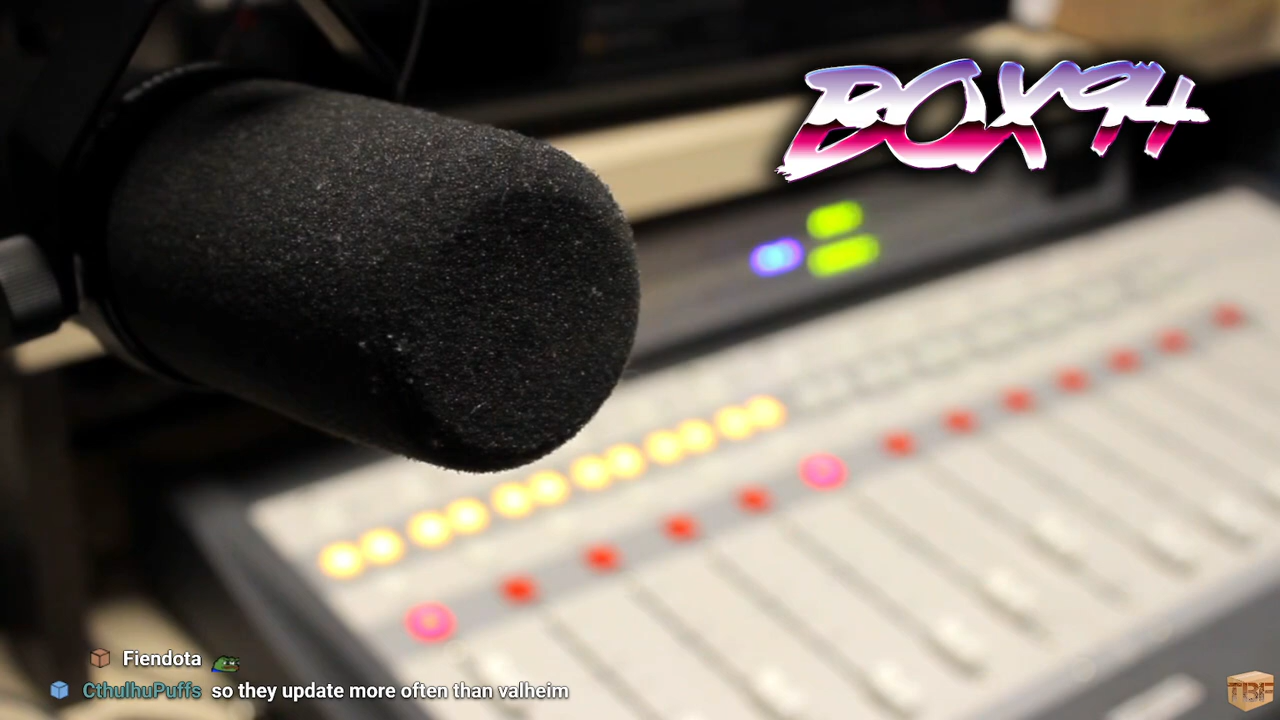 BOX94
Fiendota
CthulhuPuffs so they update more often than valheim
TBF